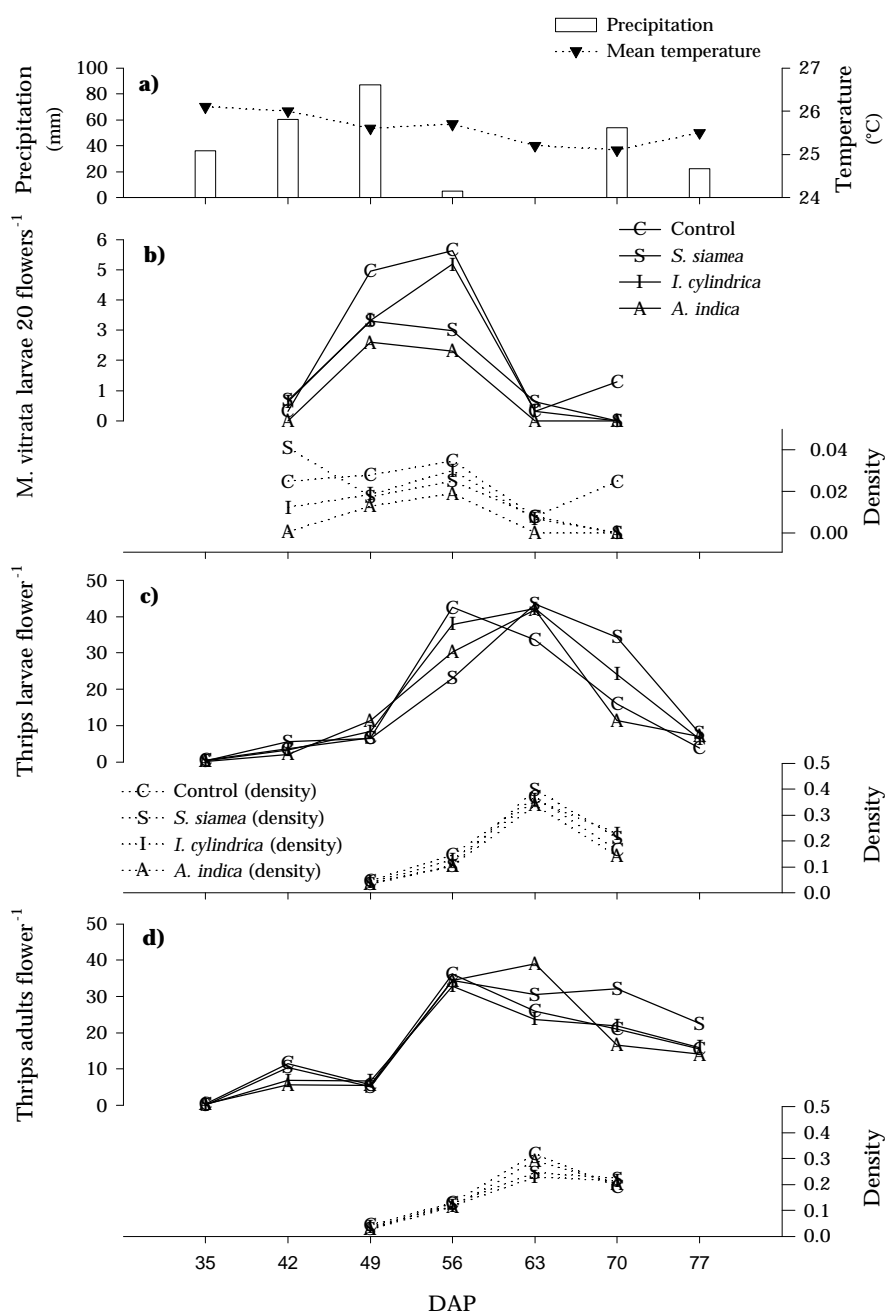 Precipitation
Mean temperature
a)
Precipitation
(mm)
100
80
60
40
20
0
27
26
25
24
Temperature
(°C)
b)
C Control
S S. siamea
I I. cylindrica
A A. indica
M. vitrata larvae 20 flowers-1
6
5
4
3
2
1
0
0.04
0.02
0.00
Density
c)
Thrips larvae flower-1
50
40
30
20
10
0
C Control (density)
S S. siamea (density)
I I. cylindrica (density)
A A. indica (density)
0.5
0.4
0.3
0.2
0.1
0.0
Density
d)
Thrips adults flower-1
50
40
30
20
10
0
0.5
0.4
0.3
0.2
0.1
0.0
Density
35 42 49 56 63 70 77
DAP